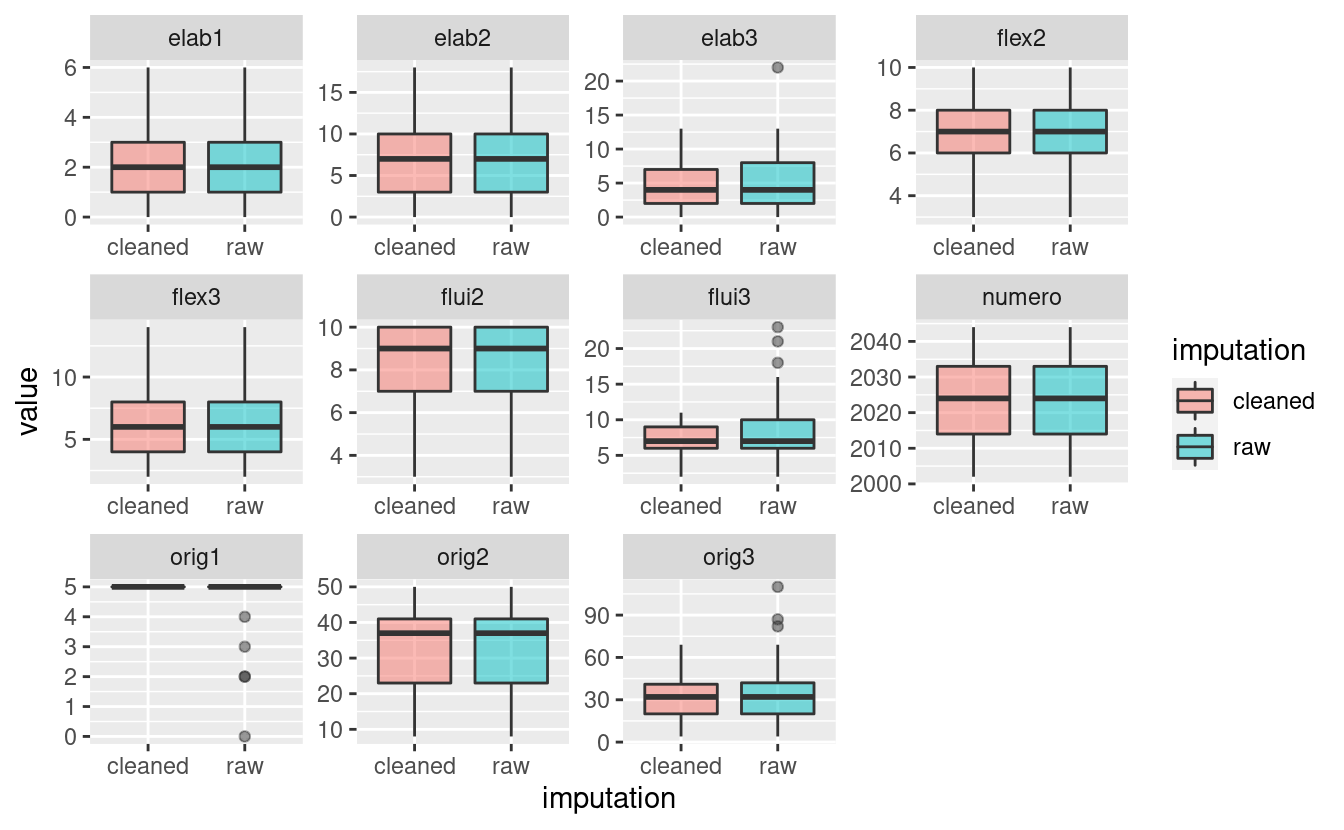 elab1 elab2 elab3 flex2
6 4 2 0
15 10 5 0
20 15 10 5 0
10 8 6 4
cleaned raw cleaned raw cleaned raw cleaned raw
flex3 flui2 flui3 numero
10 5
10 8 6 4
20 15 10 5
2040 2030 2020 2010 2000
cleaned raw cleaned raw cleaned raw cleaned raw
orig1 orig2 orig3
5 4 3 2 1 0
50 40 30 20 10
90 60 30 0
cleaned raw cleaned raw cleaned raw
value
imputation
imputation
cleaned
raw